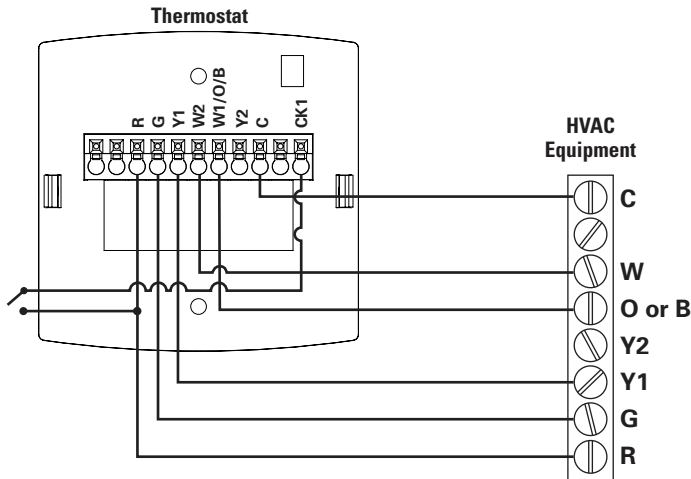 Thermostat
R
G
Y1
W2
W1/O/B
Y2
C
CK1
HVAC
Equipment
C
W
O or B
Y2
Y1
G
R